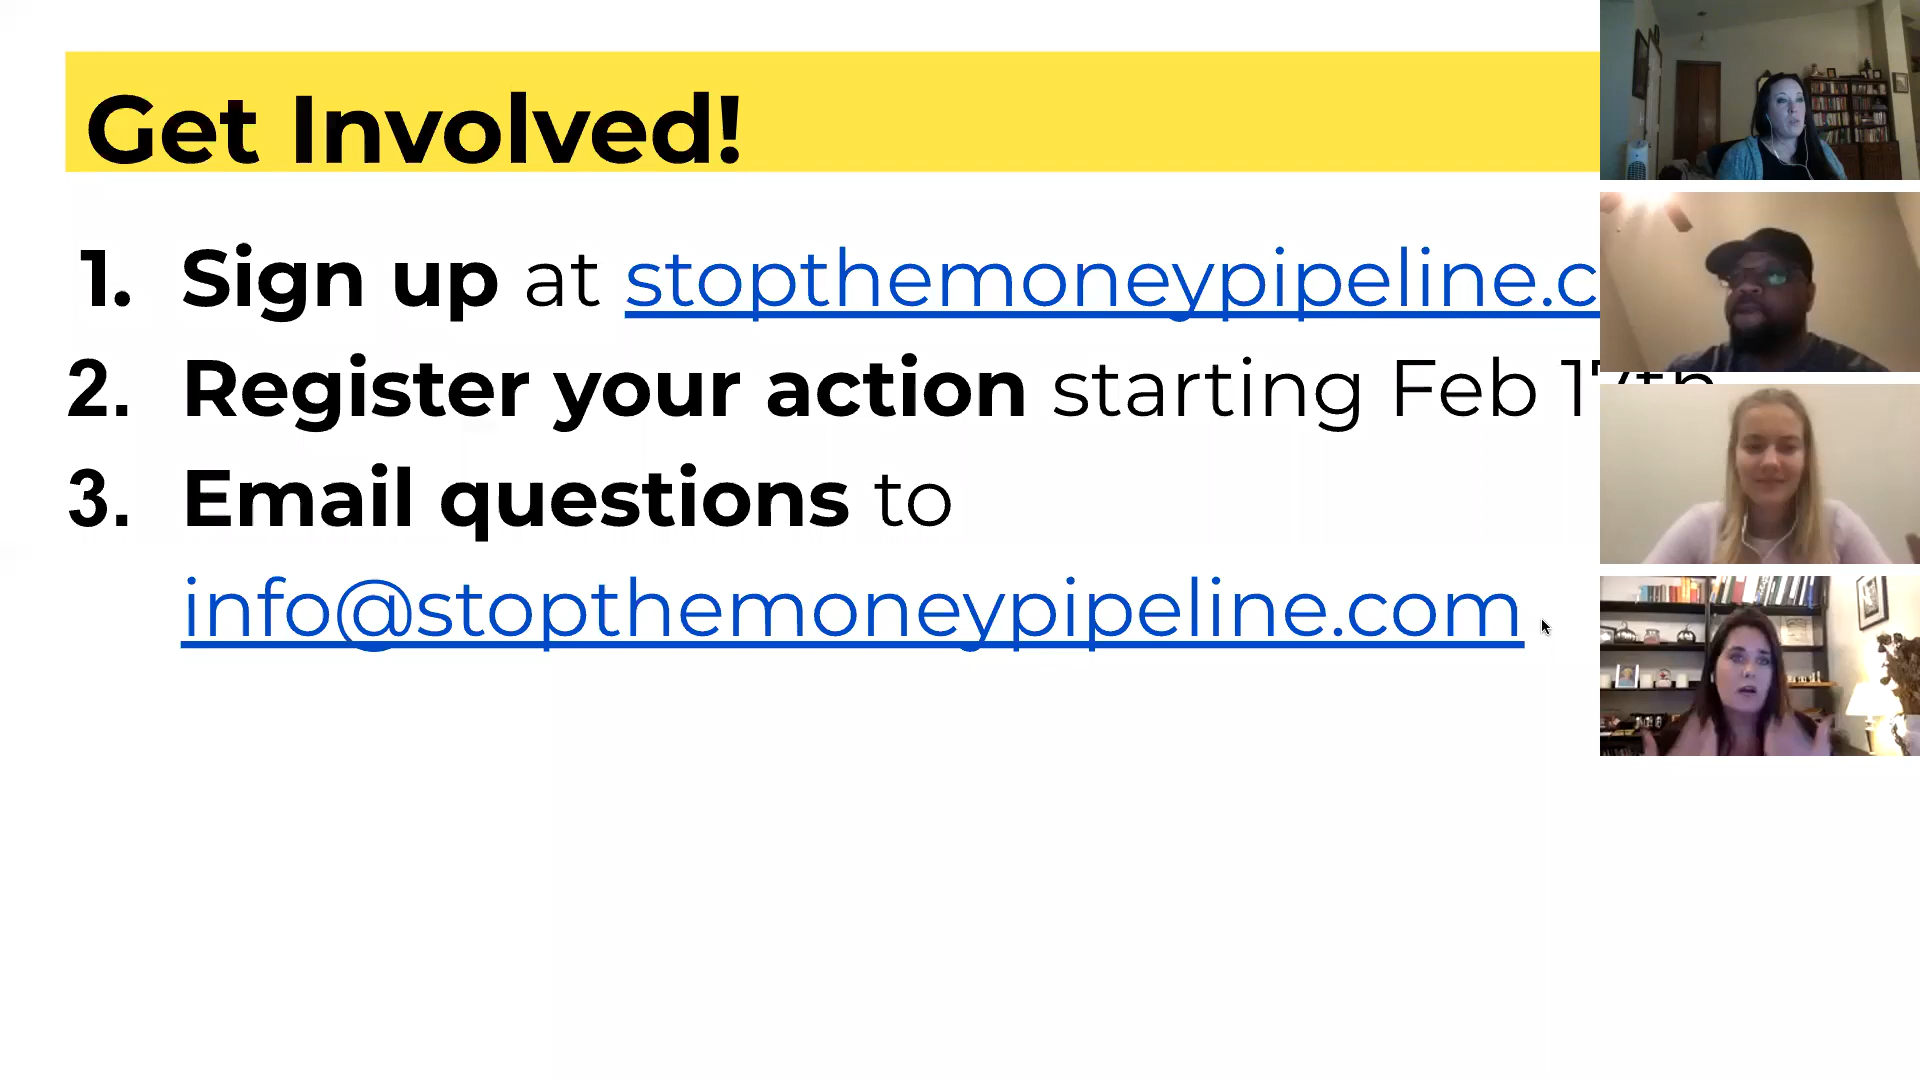 Get Involved!
1. Sign up at stopthemoneypipeline.c
2. Register your action starting Feb 17th
3. Email questions to
info@stopthemoneypipeline.com